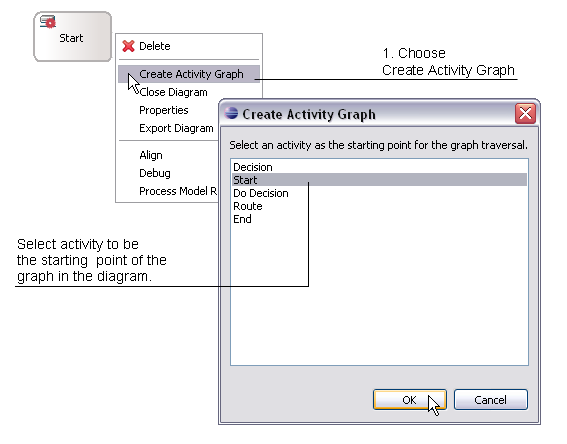 Start
Delete
1. Choose
Create Activity Graph
Create Activity Graph
Close Diagram
Properties
Export Diagram
Align
Debug
Process Model R
Create Activity Graph
Select an activity as the starting point for the graph traversal.
Decision
Start
Do Decision
Route
End
Select activity to be
the starting point of the
graph in the diagram.
OK
Cancel